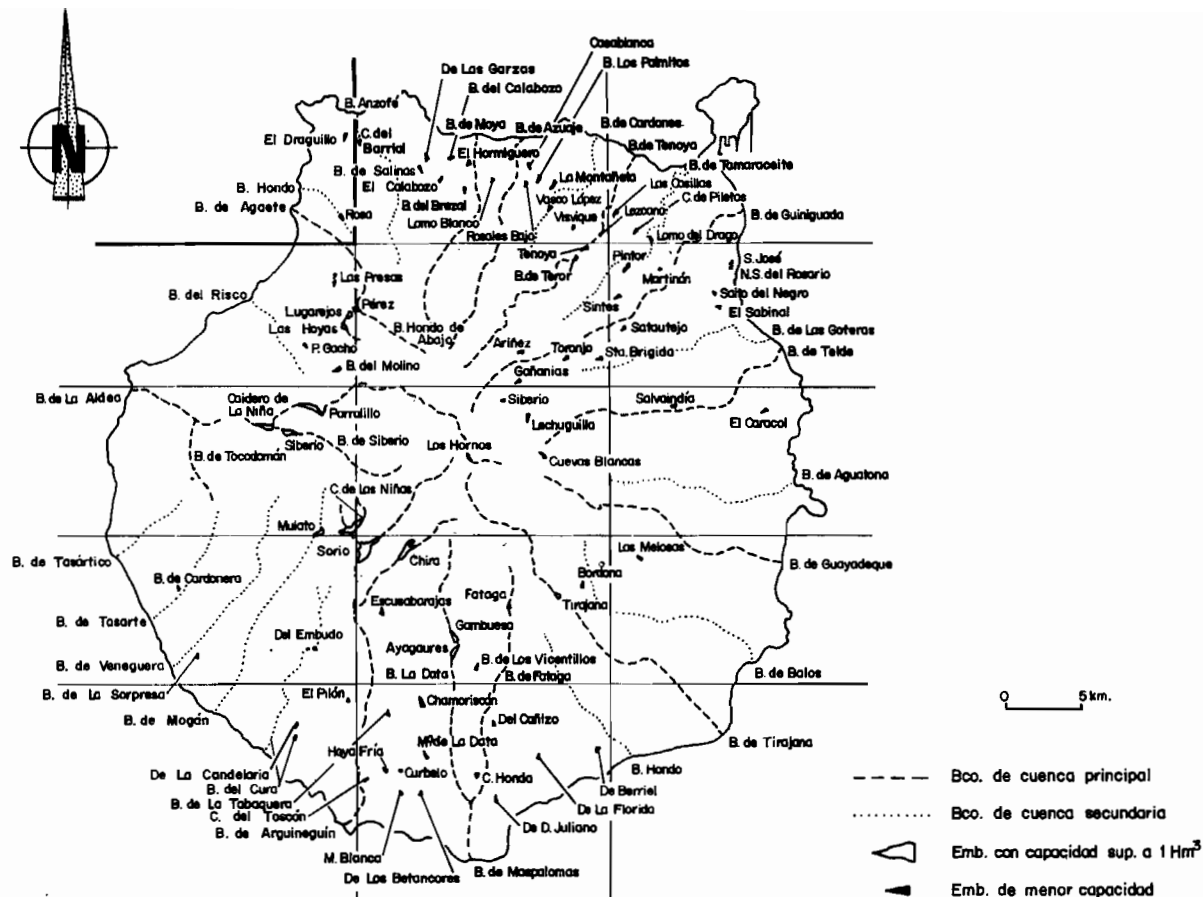 Casablanca
De Las Garzas
B. Los Palmitos
B. del Calabozo
B. Anzofé
N
B. de Moya
B. de Azuaje
B. de Cardones
El Draguillo
C. del Barrial
B. de Tenoya
El Hormiguero
B. de Tamaraceite
B. de Salinas
El Calabozo
La Montañeta
Las Casillas
B. Hondo
B. del Brezal
Vasco López
C. de Piletas
B. de Agaete
Rosa
Lomo Blanco
Visvique
Lezcano
B. de Guiniguada
Rosales Bajo
Lomo del Drago
Tenoya
Pintor
S. José
Las Presas
B. de Teror
Martinón
N.S. del Rosario
B. del Risco
Pérez
Salto del Negro
Lugarejos
Sintes
El Sabinal
Las Hoyas
B. Hondo de Abajo
Satautejo
B. de Las Goteras
P. Gacho
Ariñez
Toronjo
Sta. Brigida
B. de Telde
B. del Molino
Gañanias
B. de La Aldea
Caidero de La Niña
Siberio
Salvaindía
Parralillo
Lechuguilla
El Caracol
Siberio
B. de Siberio
Los Hornos
B. de Tocodomán
Cuevas Blancas
B. de Aguatona
C. de Las Niñas
Mulato
Soria
Chira
Las Melosas
B. de Tasártico
B. de Guayadeque
B. de Cardonera
Bordona
Escusabarajas
Fataga
Tirajana
B. de Tasarte
Gambuesa
Del Embudo
Ayagaures
B. de Veneguera
B. de Los Vicentillos
B. La Data
B. de Fataga
B. de Balos
B. de La Sorpresa
El Pilón
Chamoriscán
0 5 km.
B. de Mogán
Del Cañizo
B. de Tirajana
Hoya Fría
Mª de La Data
De La Candelaria
Curbelo
C. Honda
B. Hondo
B. del Cura
De Berriel
B. de La Tabaquera
De La Florida
C. del Toscón
De D. Juliano
B. de Arguineguín
M. Blanca
De Los Betancores
B. de Maspalomas
Bco. de cuenca principal
Bco. de cuenca secundaria
Emb. con capacidad sup. a 1 Hm³
Emb. de menor capacidad